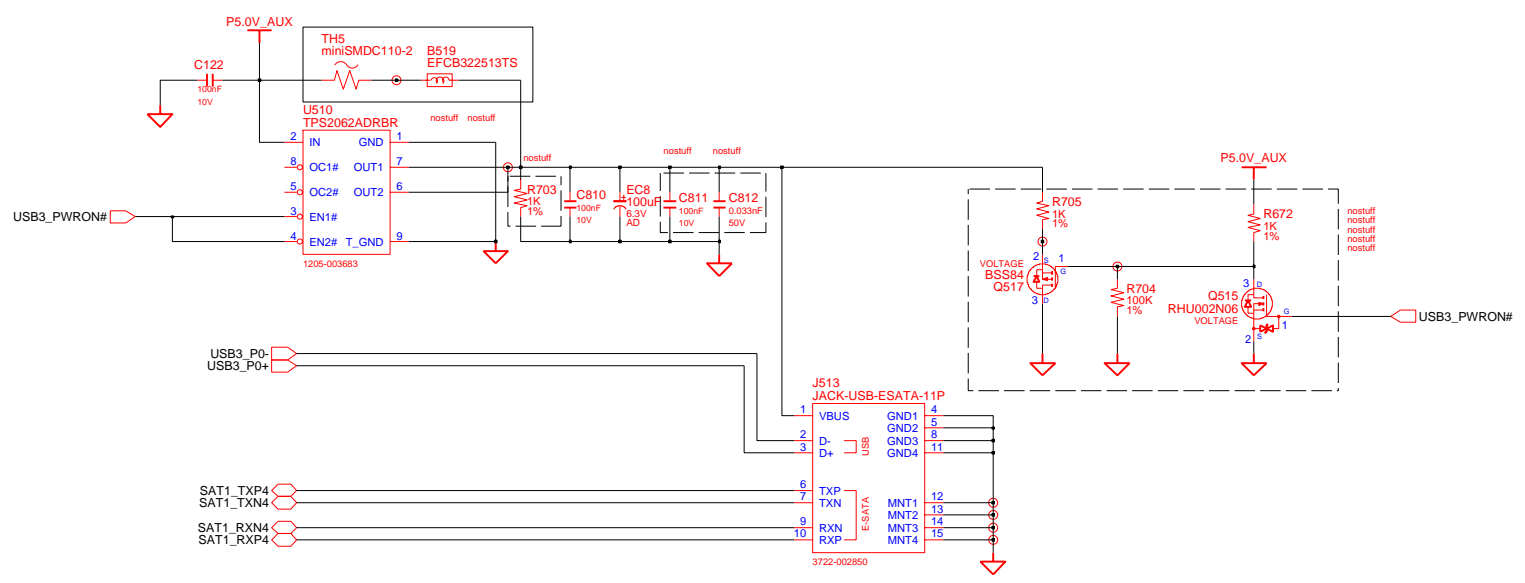 P5.0V_AUX
TH5
miniSMDC110-2
B519
EFCB322513TS
C122
100nF
10V
U510
TPS2062ADRBR
nostuff nostuff
2 IN GND 1
8 OC1# OUT1 7
5 OC2# OUT2 6
3 EN1#
4 EN2# T_GND 9
1205-003683
USB3_PWRON#
nostuff
R703
1K
1%
C810
100nF
10V
EC8
100uF
6.3V
AD
nostuff
nostuff
C811
100nF
10V
C812
0.033nF
50V
P5.0V_AUX
R705
1K
1%
R672
1K
1%
nostuff
nostuff
nostuff
nostuff
nostuff
VOLTAGE
BSS84
Q517
2 S
1
G
3 D
R704
100K
1%
Q515
RHU002N06
VOLTAGE
3 D
G
1
2 S
USB3_PWRON#
USB3_P0-
USB3_P0+
J513
JACK-USB-ESATA-11P
1 VBUS GND1 4
GND2 5
2 D- GND3 8
3 D+ GND4 11
USB
SAT1_TXP4
SAT1_TXN4
6 TXP
7 TXN MNT1 12
MNT2 13
E-SATA
SAT1_RXN4
SAT1_RXP4
9 RXN MNT3 14
10 RXP MNT4 15
3722-002850